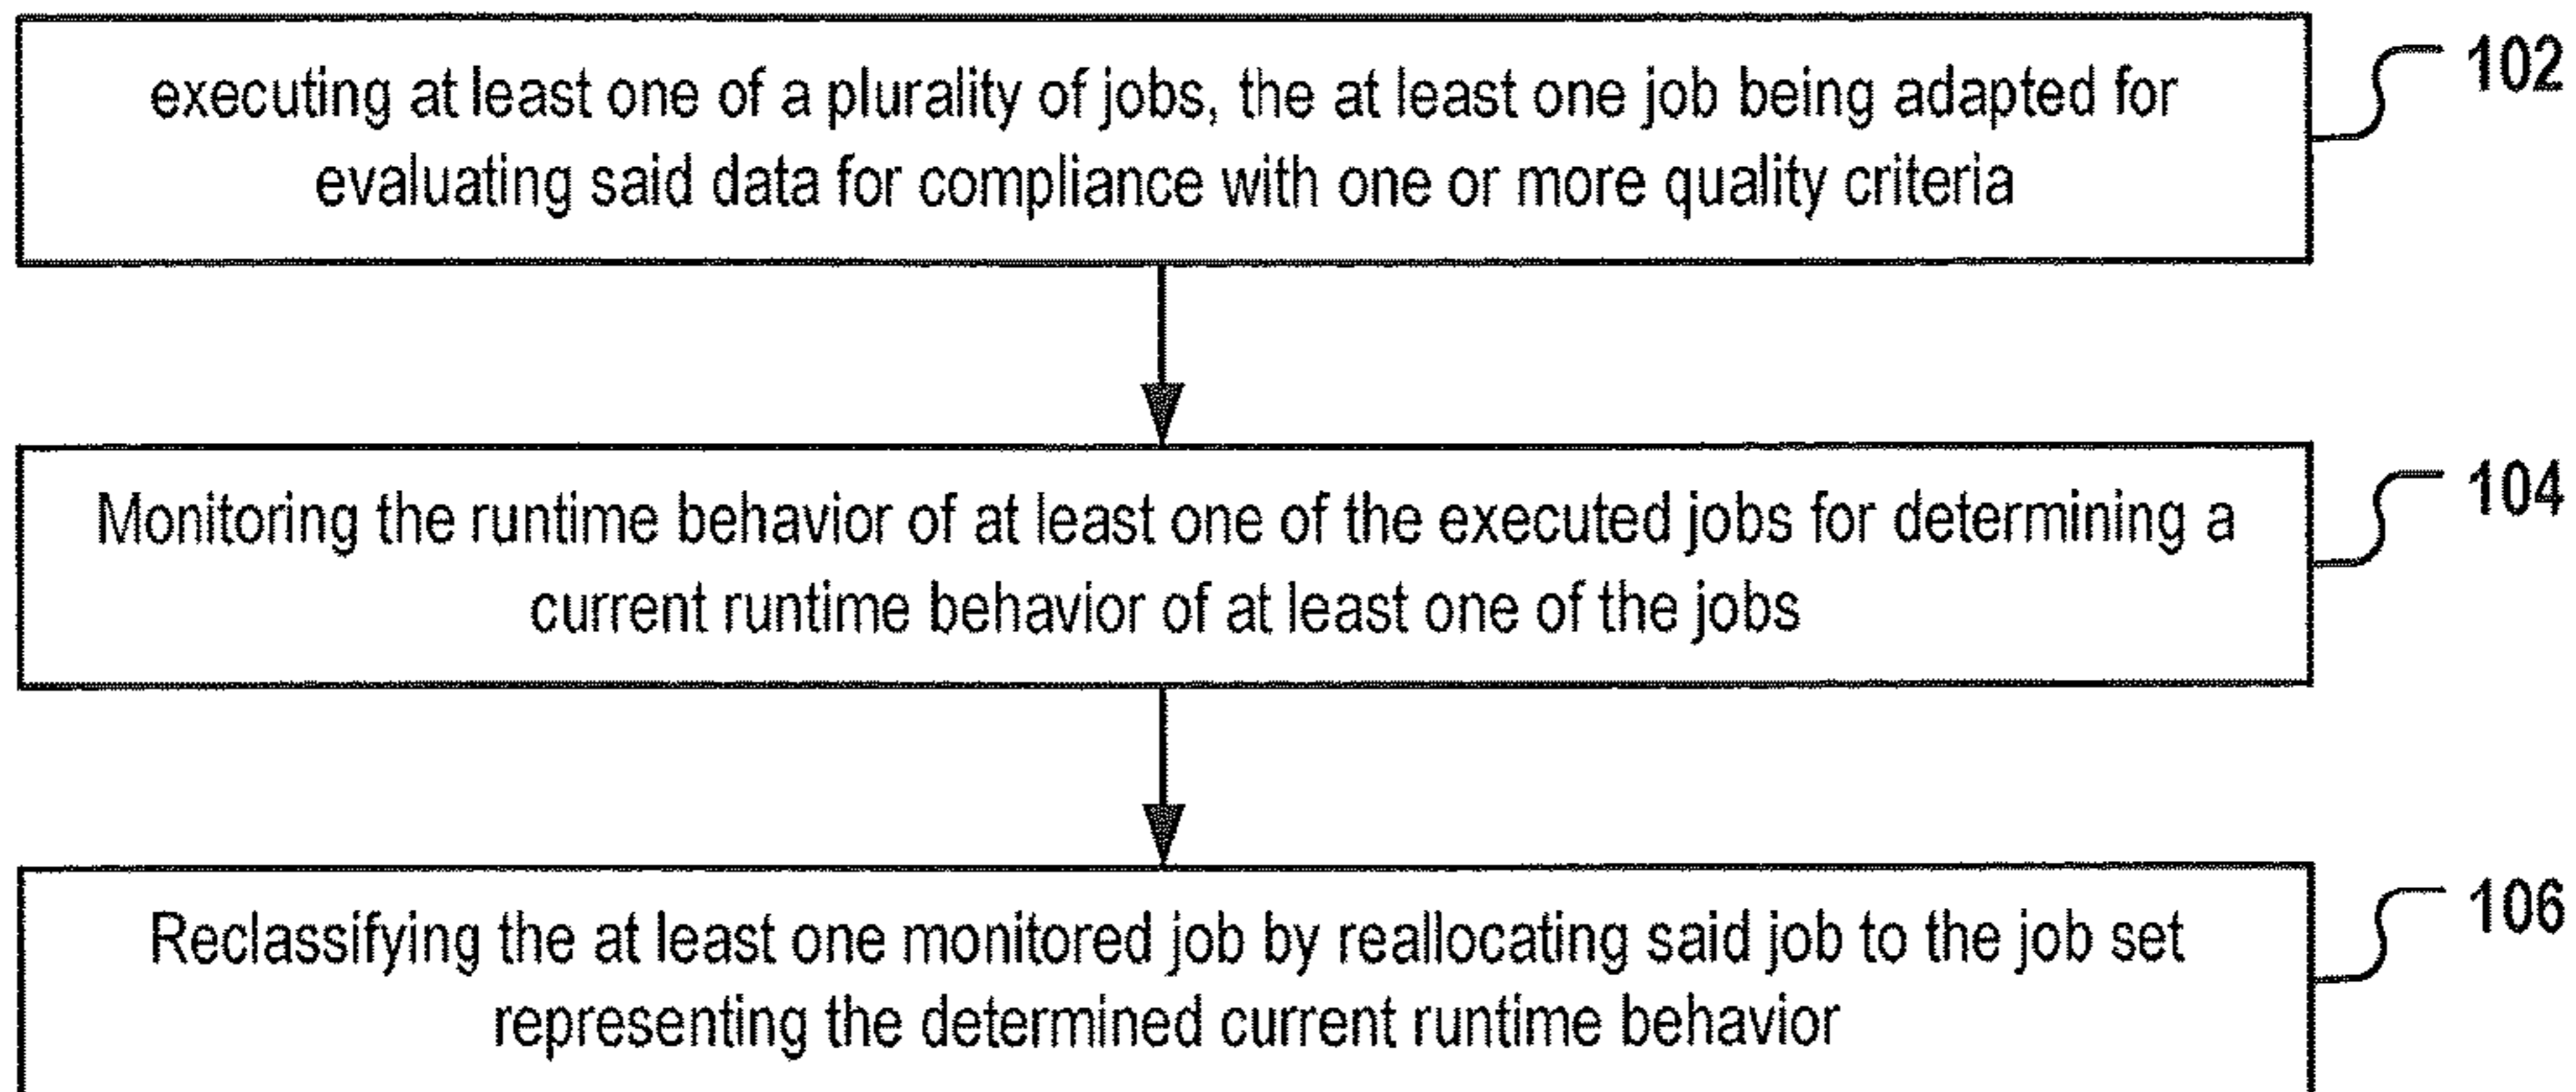 executing at least one of a plurality of jobs, the at least one job being adapted for
evaluating said data for compliance with one or more quality criteria
102
Monitoring the runtime behavior of at least one of the executed jobs for determining a
current runtime behavior of at least one of the jobs
104
Reclassifying the at least one monitored job by reallocating said job to the job set
representing the determined current runtime behavior
106